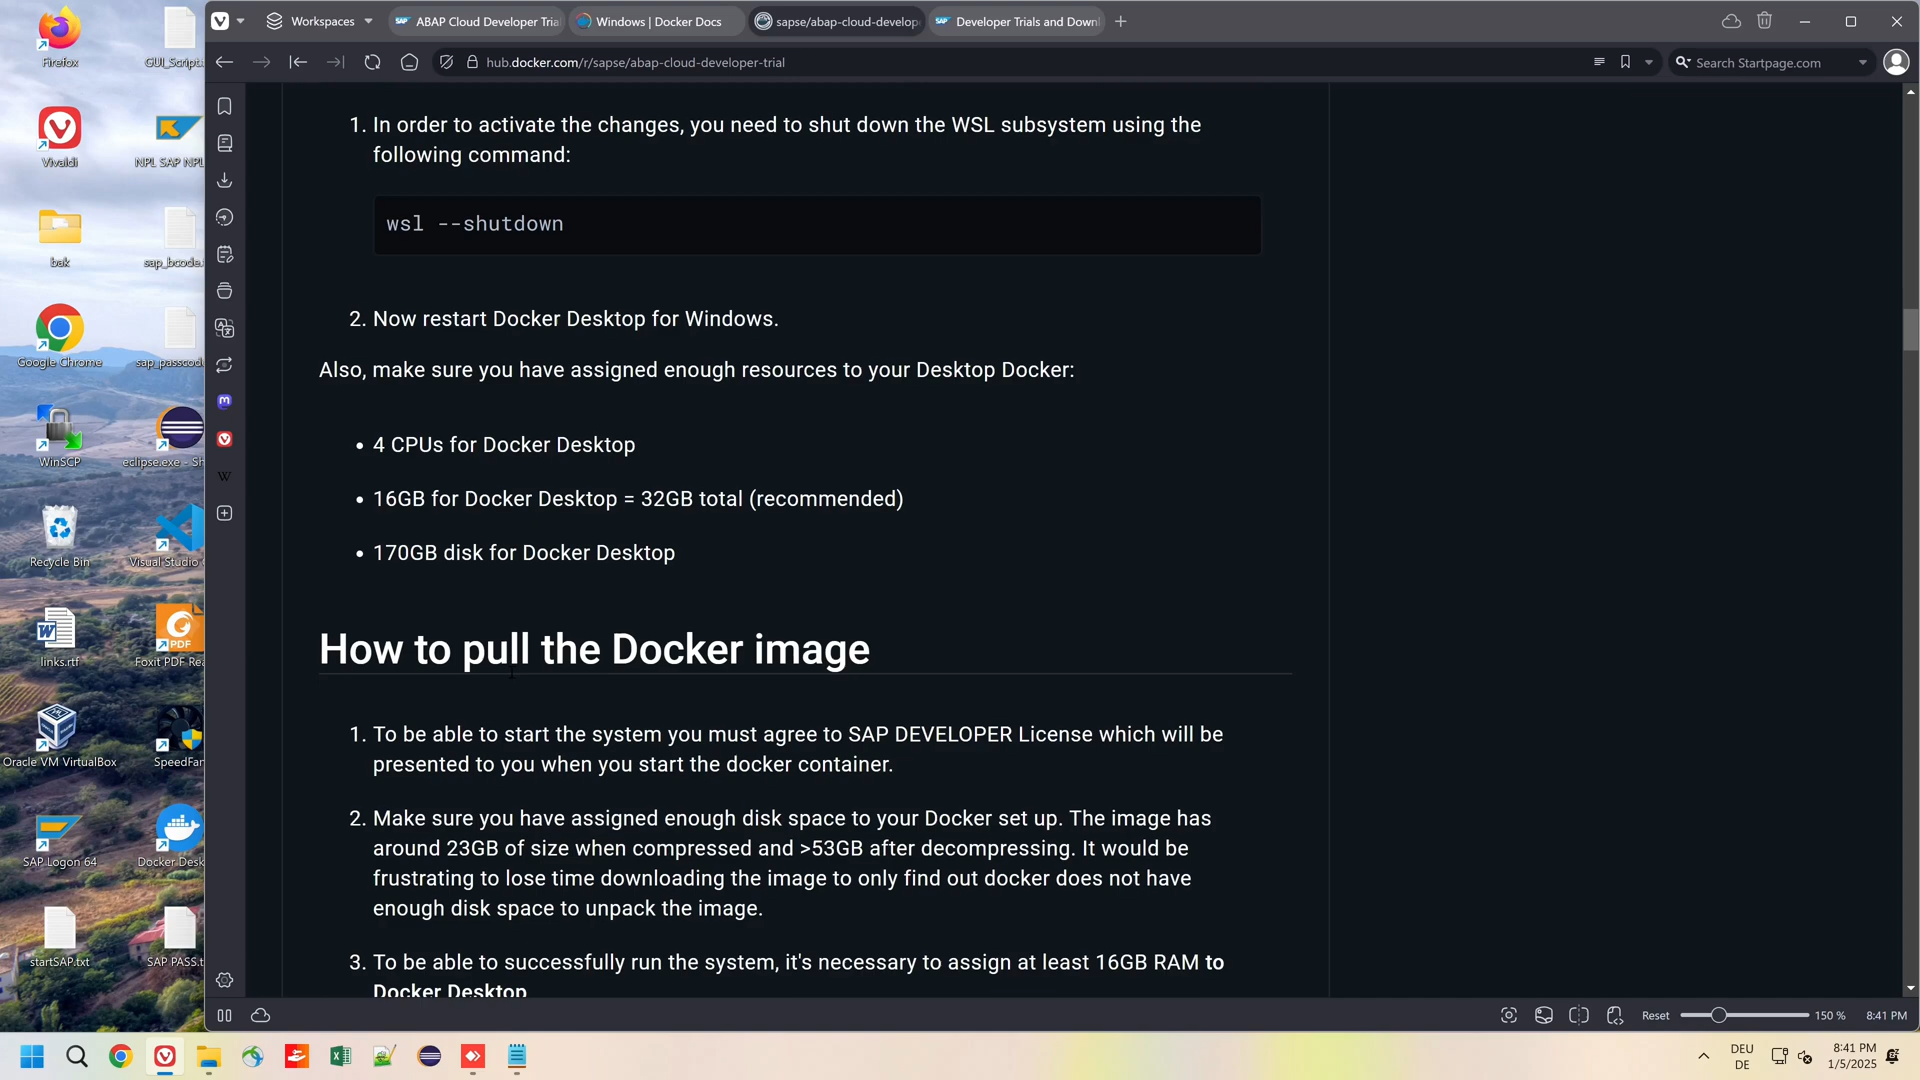 Workspaces
ABAP Cloud Developer Tria
Windows | Docker Docs
sapse/abap-cloud-develope
Developer Trials and Downl
hub.docker.com/r/sapse/abap-cloud-developer-trial
Search Startpage.com
1. In order to activate the changes, you need to shut down the WSL subsystem using the
following command:
wsl --shutdown
2. Now restart Docker Desktop for Windows.
Also, make sure you have assigned enough resources to your Desktop Docker:
• 4 CPUs for Docker Desktop
• 16GB for Docker Desktop = 32GB total (recommended)
• 170GB disk for Docker Desktop
How to pull the Docker image
1. To be able to start the system you must agree to SAP DEVELOPER License which will be
presented to you when you start the docker container.
2. Make sure you have assigned enough disk space to your Docker set up. The image has
around 23GB of size when compressed and >53GB after decompressing. It would be
frustrating to lose time downloading the image to only find out docker does not have
enough disk space to unpack the image.
3. To be able to successfully run the system, it's necessary to assign at least 16GB RAM to
Docker Desktop
Firefox
GUI_Script.
Vivaldi
NPL SAP NPL
bak
sap_bcode.
Google Chrome
sap_passcod
WinSCP
eclipse.exe - Sh
Recycle Bin
Visual Studio
links.rtf
PDF
Foxit PDF Rea
Oracle VM VirtualBox
SpeedFan
SAP Logon 64
Docker Desk
startSAP.txt
SAP PASS.t
Reset
150 %
8:41 PM
DEU
DE
8:41 PM
1/5/2025